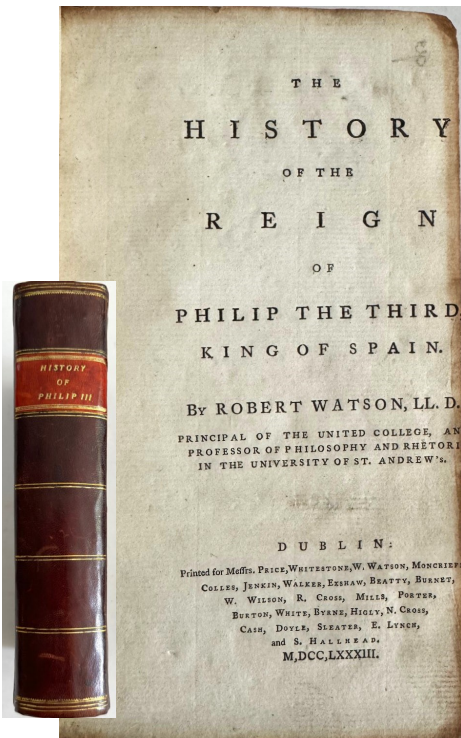 THE
HISTORY
OF THE
REIGN
OF
PHILIP THE THIRD
KING OF SPAIN.
By ROBERT WATSON, LL. D.
PRINCIPAL OF THE UNITED COLLEGE, AN
PROFESSOR OF PHILOSOPHY AND RHETORI
IN THE UNIVERSITY OF ST. ANDREW's.
DUBLIN:
Printed for Meſſrs. PRICE, WHITESTONE, W. WATSON, MONCRIEF
COLLES, JENKIN, WALKER, EXSHAW, BEATTY, BURNET,
W. WILSON, R. CROSS, MILLS, PORTER,
BURTON, WHITE, BYRNE, HIGLY, N. CROSS,
CASH, DOYLE, SLEATER, E. LYNCH,
and S. HALLHEAD.
M,DCC,LXXXIII.
HISTORY
OF
PHILIP III